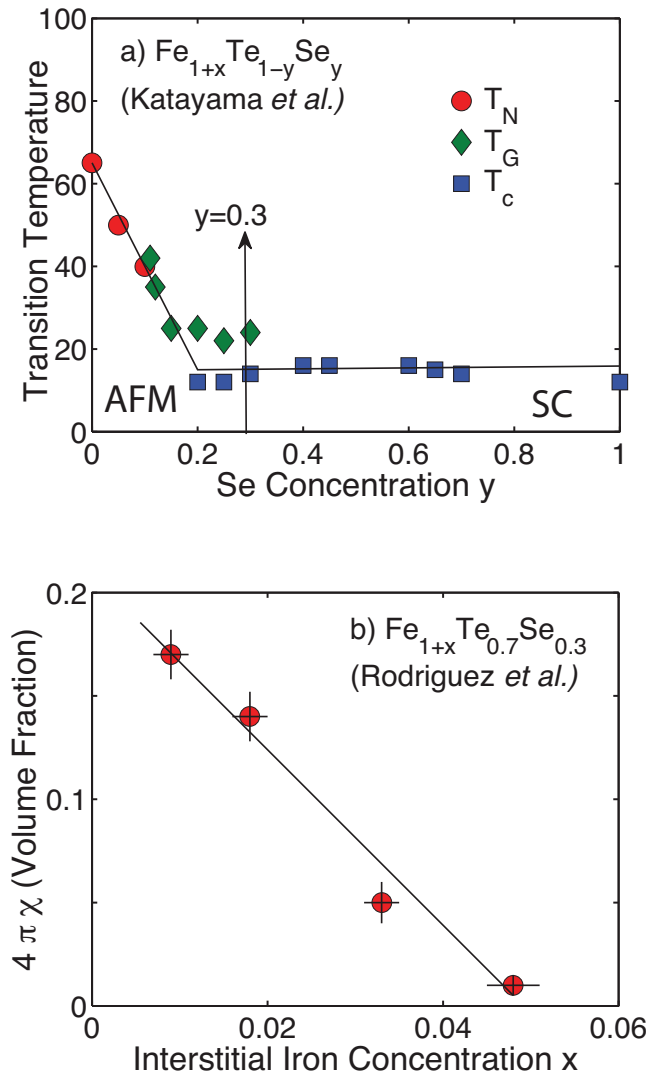 a) Fe1+xTe1−ySey
(Katayama et al.)
TN
TG
Tc
y=0.3
AFM
SC
Transition Temperature
100
80
60
40
20
0
0 0.2 0.4 0.6 0.8 1
Se Concentration y
b) Fe1+xTe0.7Se0.3
(Rodriguez et al.)
4 π χ (Volume Fraction)
0.2
0.1
0
0 0.02 0.04 0.06
Interstitial Iron Concentration x